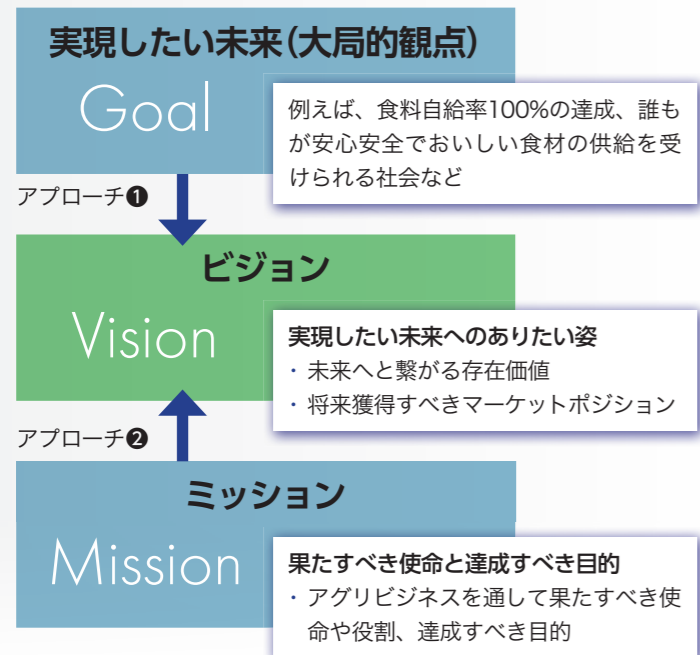 実現したい未来（大局的観点）
Goal
例えば、食料自給率100%の達成、誰も
が安心安全でおいしい食材の供給を受
けられる社会など
アプローチ❶
ビジョン
Vision
実現したい未来へのありたい姿
・未来へと繋がる存在価値
・将来獲得すべきマーケットポジション
アプローチ❷
ミッション
Mission
果たすべき使命と達成すべき目的
・アグリビジネスを通して果たすべき使
命や役割、達成すべき目的